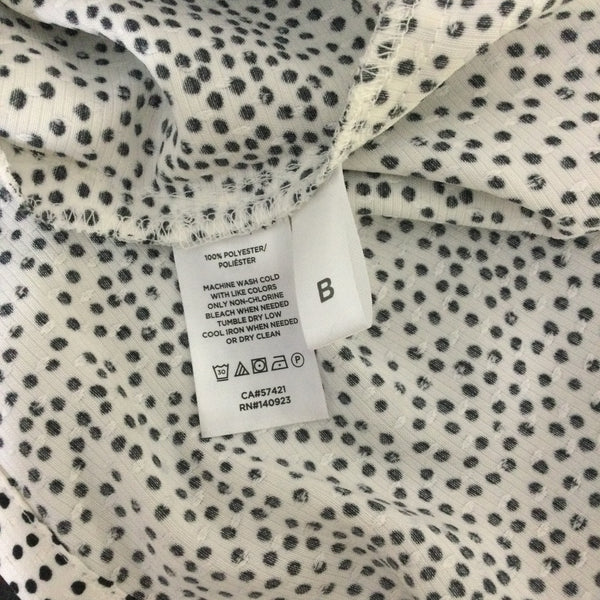 100% POLYESTER/
POLIÉSTER
MACHINE WASH COLD
WITH LIKE COLORS
ONLY NON-CHLORINE
BLEACH WHEN NEEDED
TUMBLE DRY LOW
COOL IRON WHEN NEEDED
OR DRY CLEAN
30 P
CA#57421
RN#140923
B